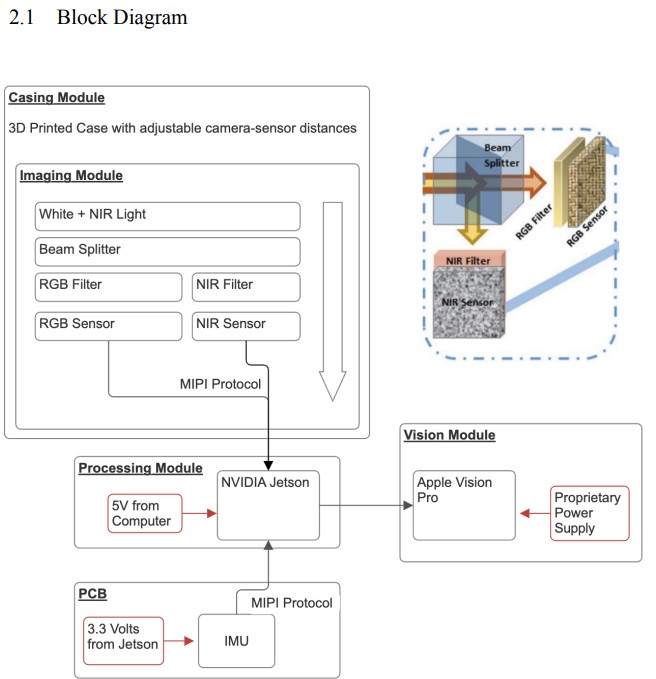 2.1 Block Diagram
Casing Module
3D Printed Case with adjustable camera-sensor distances
Imaging Module
White + NIR Light
Beam Splitter
RGB Filter
NIR Filter
RGB Sensor
NIR Sensor
MIPI Protocol
Beam
Splitter
RGB Filter
RGB Sensor
NIR Filter
NIR Sensor
Vision Module
Apple Vision
Pro
Proprietary
Power
Supply
Processing Module
NVIDIA Jetson
5V from
Computer
PCB
MIPI Protocol
3.3 Volts
from Jetson
IMU